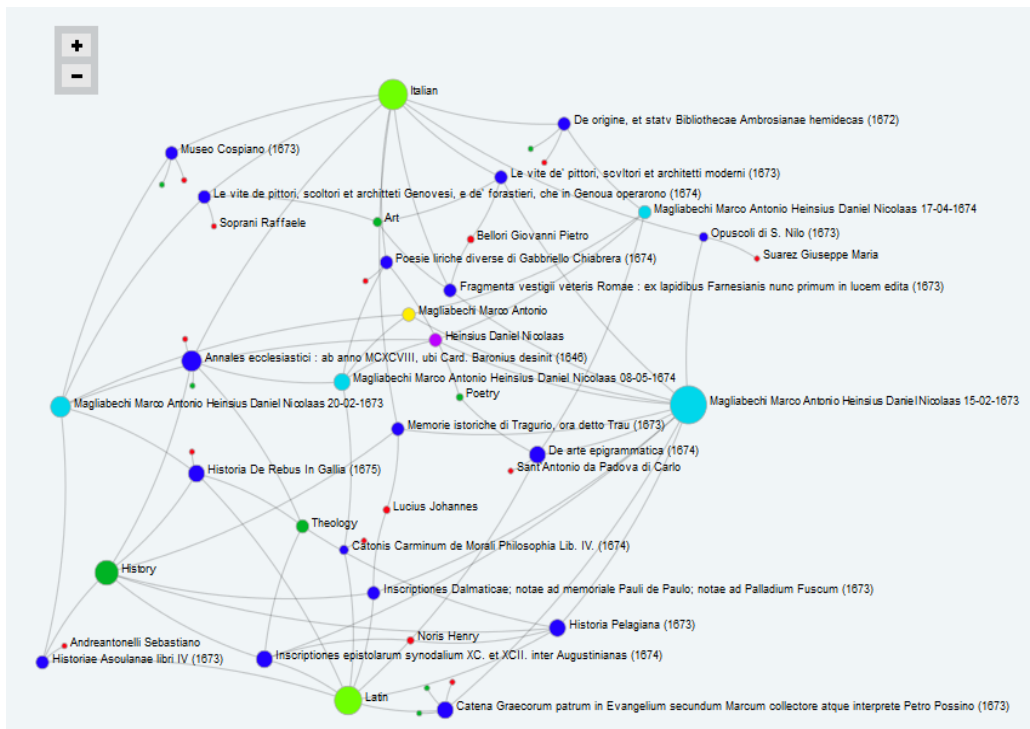 +
−
Italian
De origine, et statv Bibliothecae Ambrosianae hemidecas (1672)
Museo Cospiano (1673)
Le vite de' pittori, scvltori et architetti moderni (1673)
Le vite de pittori, scoltori et architteti Genovesi, e de' forastieri, che in Genoua operarono (1674)
Magliabechi Marco Antonio Heinsius Daniel Nicolaas 17-04-1674
Art
Soprani Raffaele
Opuscoli di S. Nilo (1673)
Bellori Giovanni Pietro
Suarez Giuseppe Maria
Poesie liriche diverse di Gabbriello Chiabrera (1674)
Fragmenta vestigii veteris Romae : ex lapidibus Farnesianis nunc primum in lucem edita (1673)
Magliabechi Marco Antonio
Heinsius Daniel Nicolaas
Annales ecclesiastici : ab anno MCXCVIII, ubi Card. Baronius desinit (1646)
Magliabechi Marco Antonio Heinsius Daniel Nicolaas 08-05-1674
Poetry
Magliabechi Marco Antonio Heinsius Daniel Nicolaas 20-02-1673
Magliabechi Marco Antonio Heinsius Daniel Nicolaas 15-02-1673
Memorie istoriche di Tragurio, ora detto Trau (1673)
De arte epigrammatica (1674)
Sant'Antonio da Padova di Carlo
Historia De Rebus In Gallia (1675)
Lucius Johannes
Theology
Catonis Carminum de Morali Philosophia Lib. IV. (1674)
History
Inscriptiones Dalmaticae; notae ad memoriale Pauli de Paulo; notae ad Palladium Fuscum (1673)
Historia Pelagiana (1673)
Noris Henry
Andreantonelli Sebastiano
Historiae Asculanae libri IV (1673)
Inscriptiones epistolarum synodalium XC. et XCII. inter Augustinianas (1674)
Latin
Catena Graecorum patrum in Evangelium secundum Marcum collectore atque interprete Petro Possino (1673)